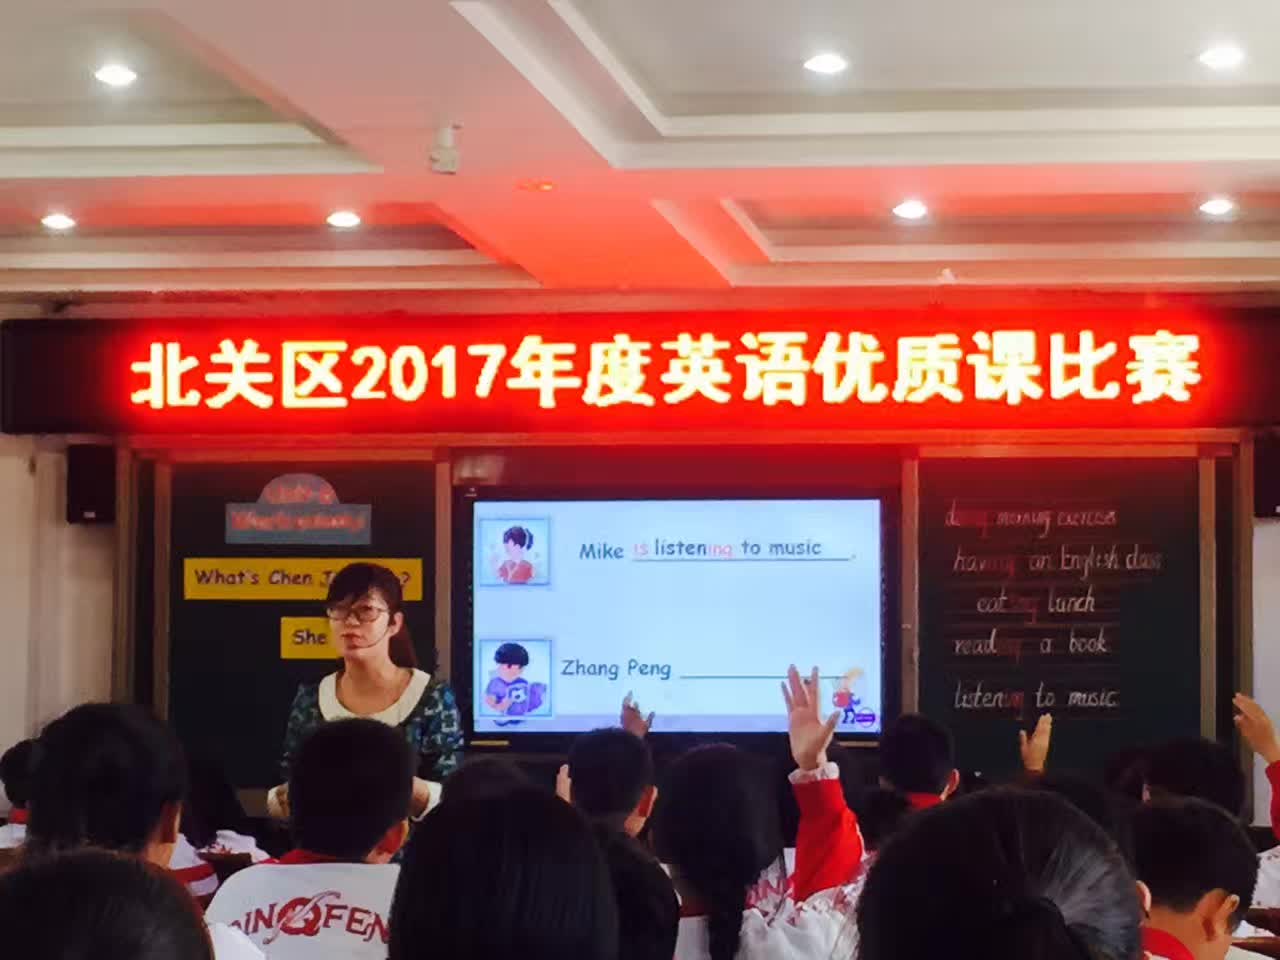 北关区2017年度英语优质课比赛
What's Chen J
?
She
Mike is listening to music.
Zhang Peng
morning exercises
having an English class
eating lunch
reading a book
listening to music
QINGFEN